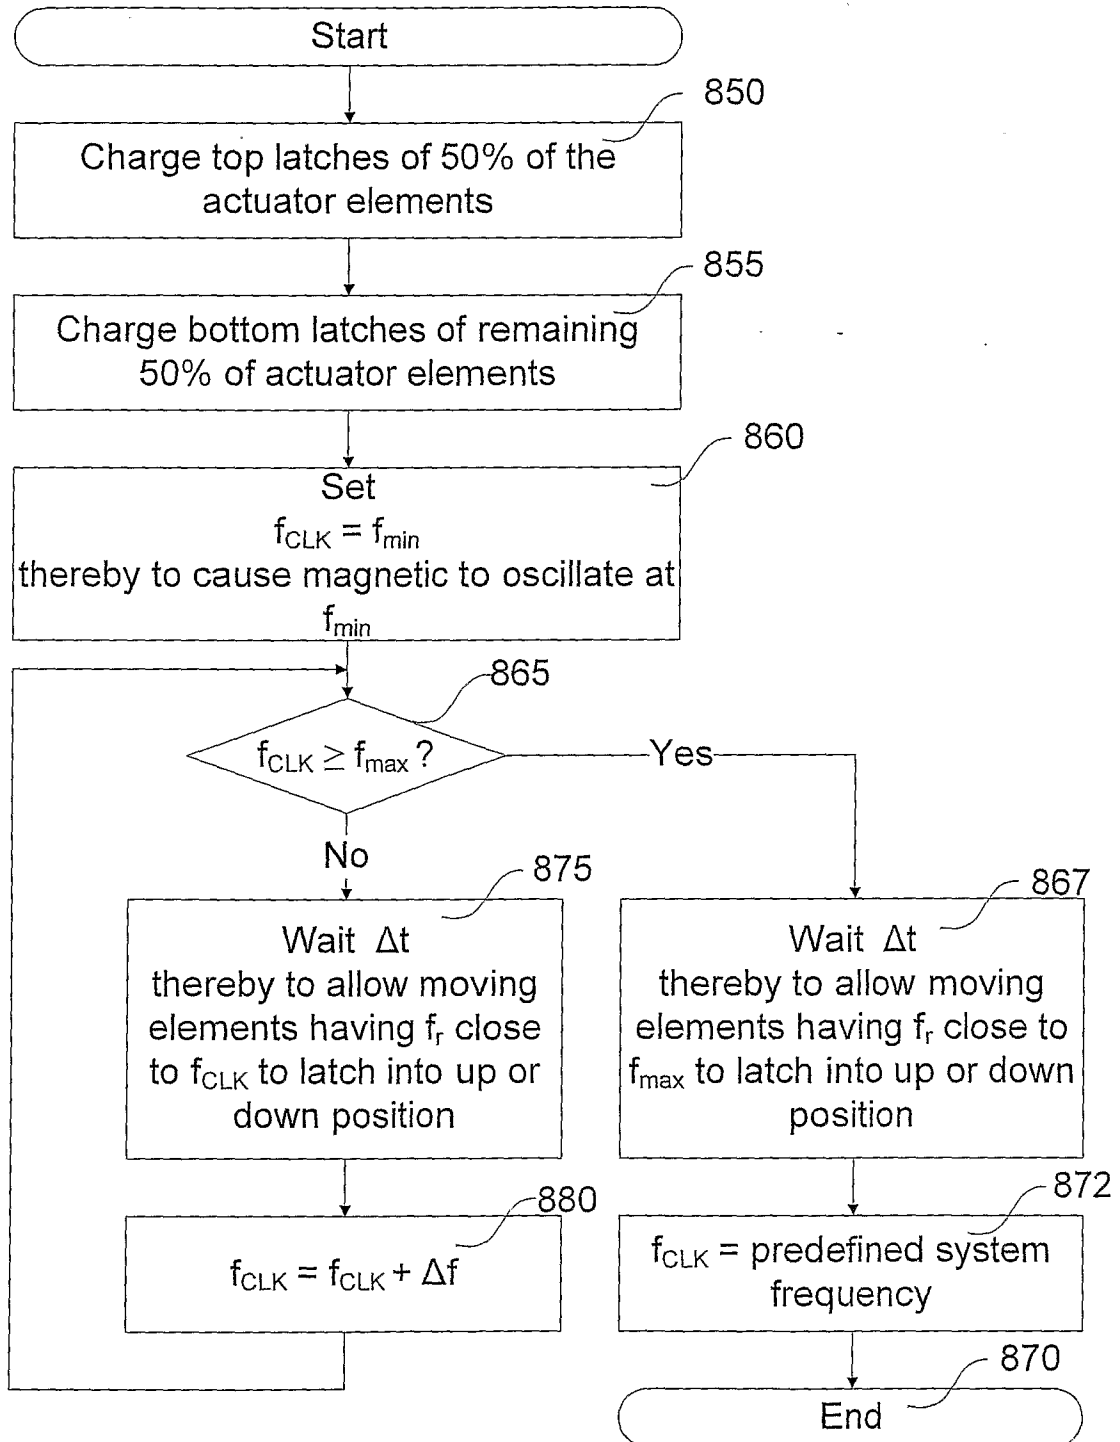 Start
850
Charge top latches of 50% of the
actuator elements
855
Charge bottom latches of remaining
50% of actuator elements
860
Set
fCLK = fmin
thereby to cause magnetic to oscillate at
fmin
865
fCLK ≥ fmax ?
Yes
No
875
Wait Δt
thereby to allow moving
elements having fr close
to fCLK to latch into up or
down position
867
Wait Δt
thereby to allow moving
elements having fr close to
fmax to latch into up or down
position
880
fCLK = fCLK + Δf
872
fCLK = predefined system
frequency
870
End